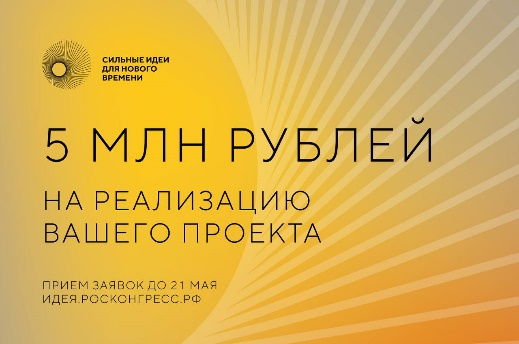 СИЛЬНЫЕ ИДЕИ
ДЛЯ НОВОГО
ВРЕМЕНИ
5 МЛН РУБЛЕЙ
НА РЕАЛИЗАЦИЮ
ВАШЕГО ПРОЕКТА
ПРИЕМ ЗАЯВОК ДО 21 МАЯ
ИДЕЯ.РОСКОНГРЕСС.РФ